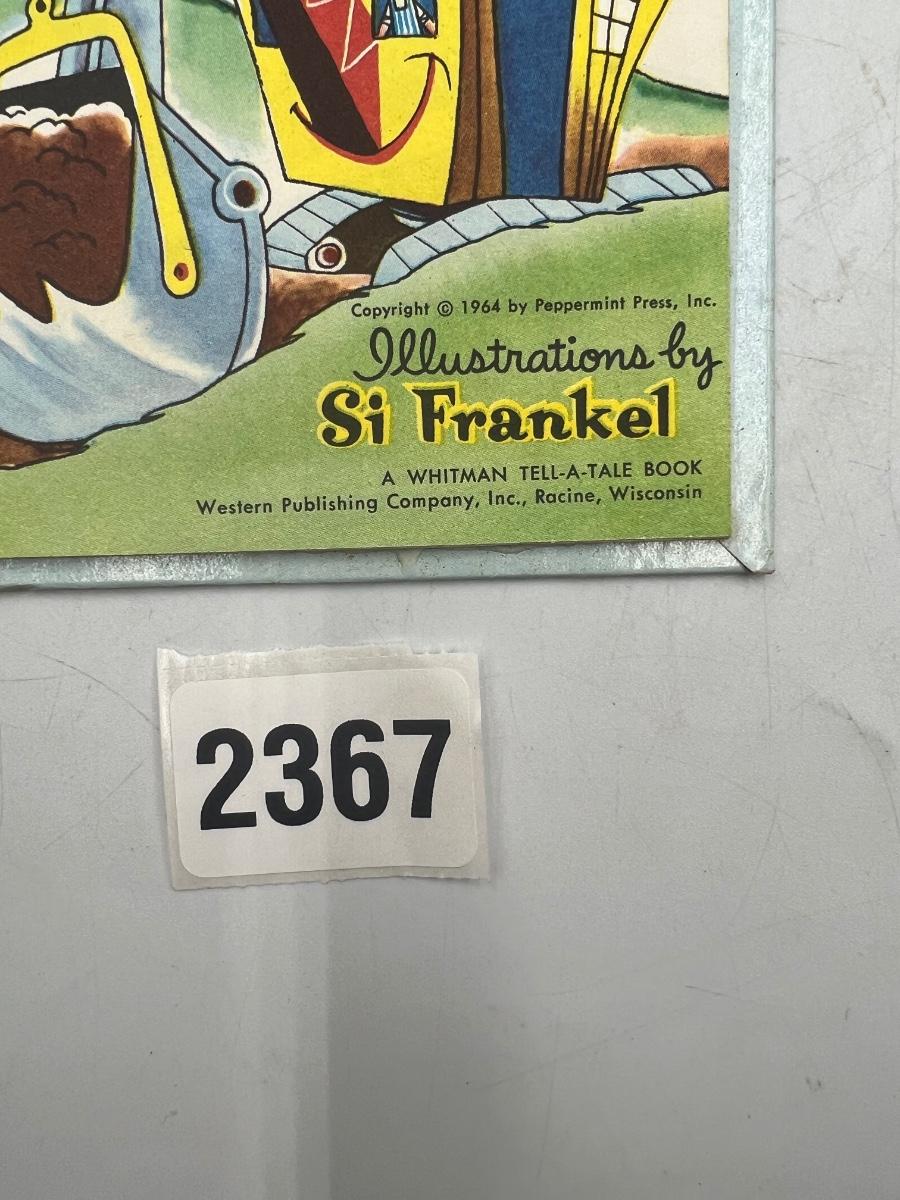 Copyright © 1964 by Peppermint Press, Inc.
Illustrations by
Si Frankel
A WHITMAN TELL-A-TALE BOOK
Western Publishing Company, Inc., Racine, Wisconsin
2367